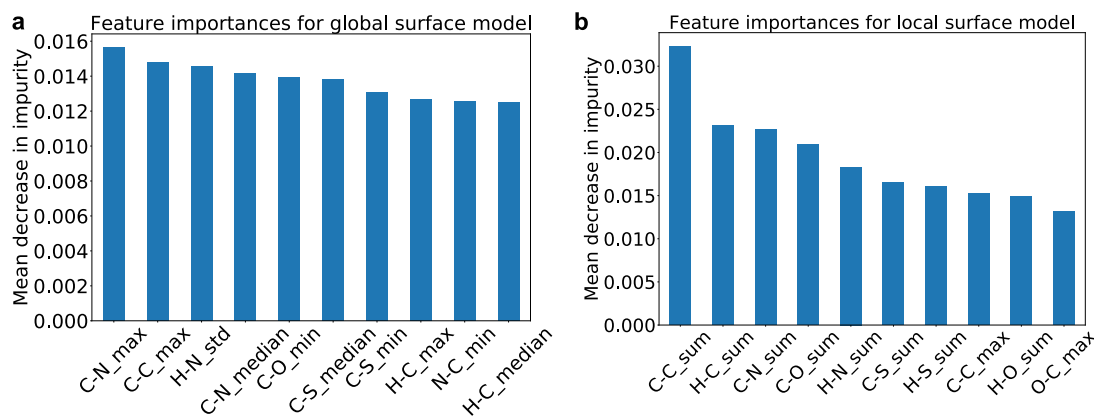 a
Feature importances for global surface model
Mean decrease in impurity
0.016
0.014
0.012
0.010
0.008
0.006
0.004
0.002
0.000
C-N_max
C-C_max
H-N_std
C-N_median
C-O_min
C-S_median
C-S_min
H-C_max
N-C_min
H-C_median
b
Feature importances for local surface model
Mean decrease in impurity
0.030
0.025
0.020
0.015
0.010
0.005
0.000
C-C_sum
H-C_sum
C-N_sum
C-O_sum
H-N_sum
C-S_sum
H-S_sum
C-C_max
H-O_sum
O-C_max